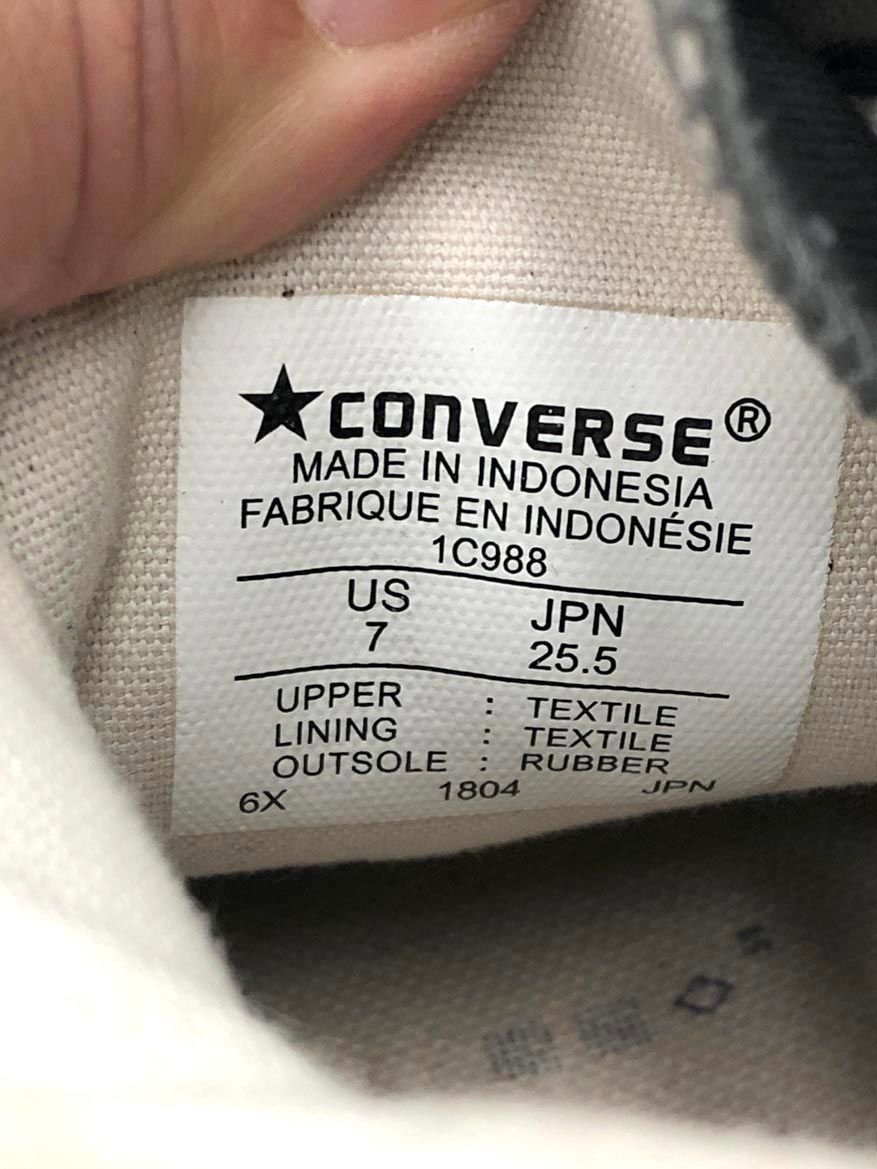 ★CONVERSE®
MADE IN INDONESIA
FABRIQUE EN INDONÉSIE
1C988
US JPN
7 25.5
UPPER : TEXTILE
LINING : TEXTILE
OUTSOLE : RUBBER
6X 1804 JPN